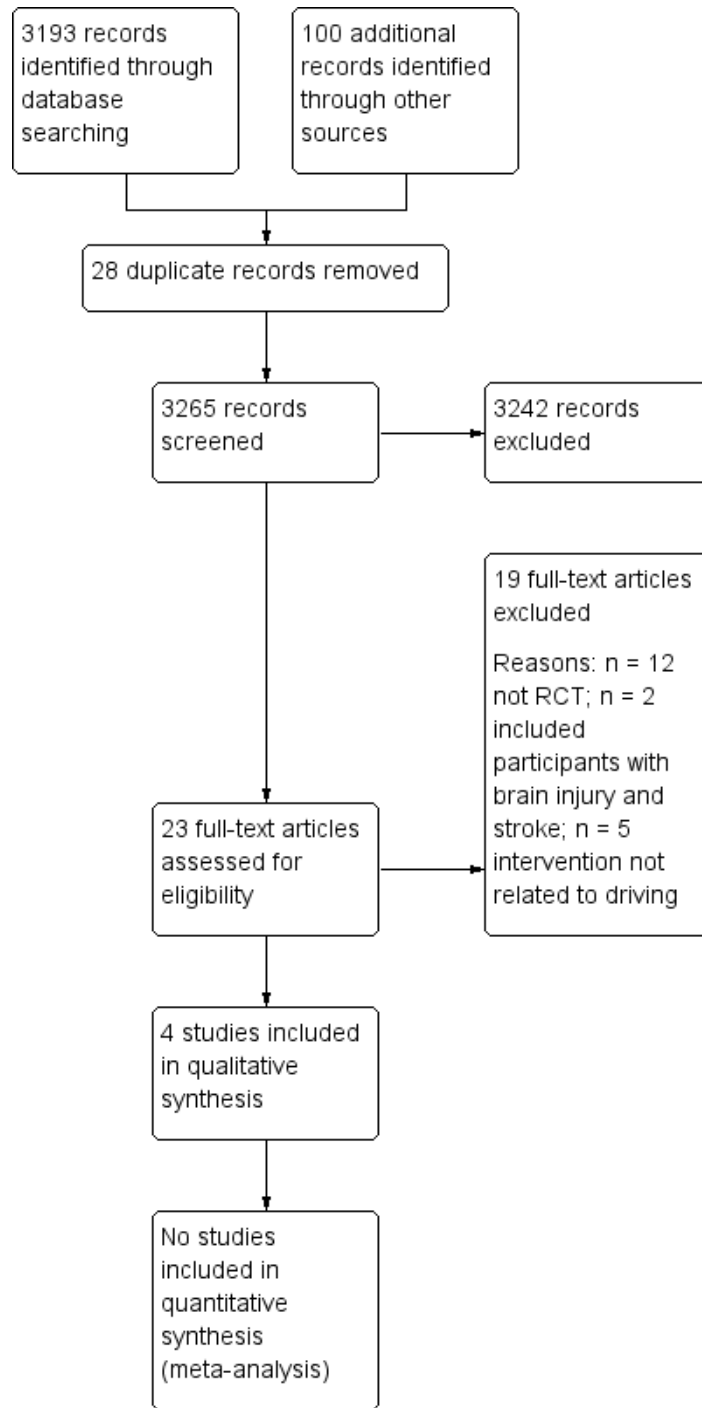 3193 records
identified through
database
searching
100 additional
records identified
through other
sources
28 duplicate records removed
3265 records
screened
3242 records
excluded
19 full-text articles
excluded
Reasons: n = 12
not RCT; n = 2
included
participants with
brain injury and
stroke; n = 5
intervention not
related to driving
23 full-text articles
assessed for
eligibility
4 studies included
in qualitative
synthesis
No studies
included in
quantitative
synthesis
(meta-analysis)